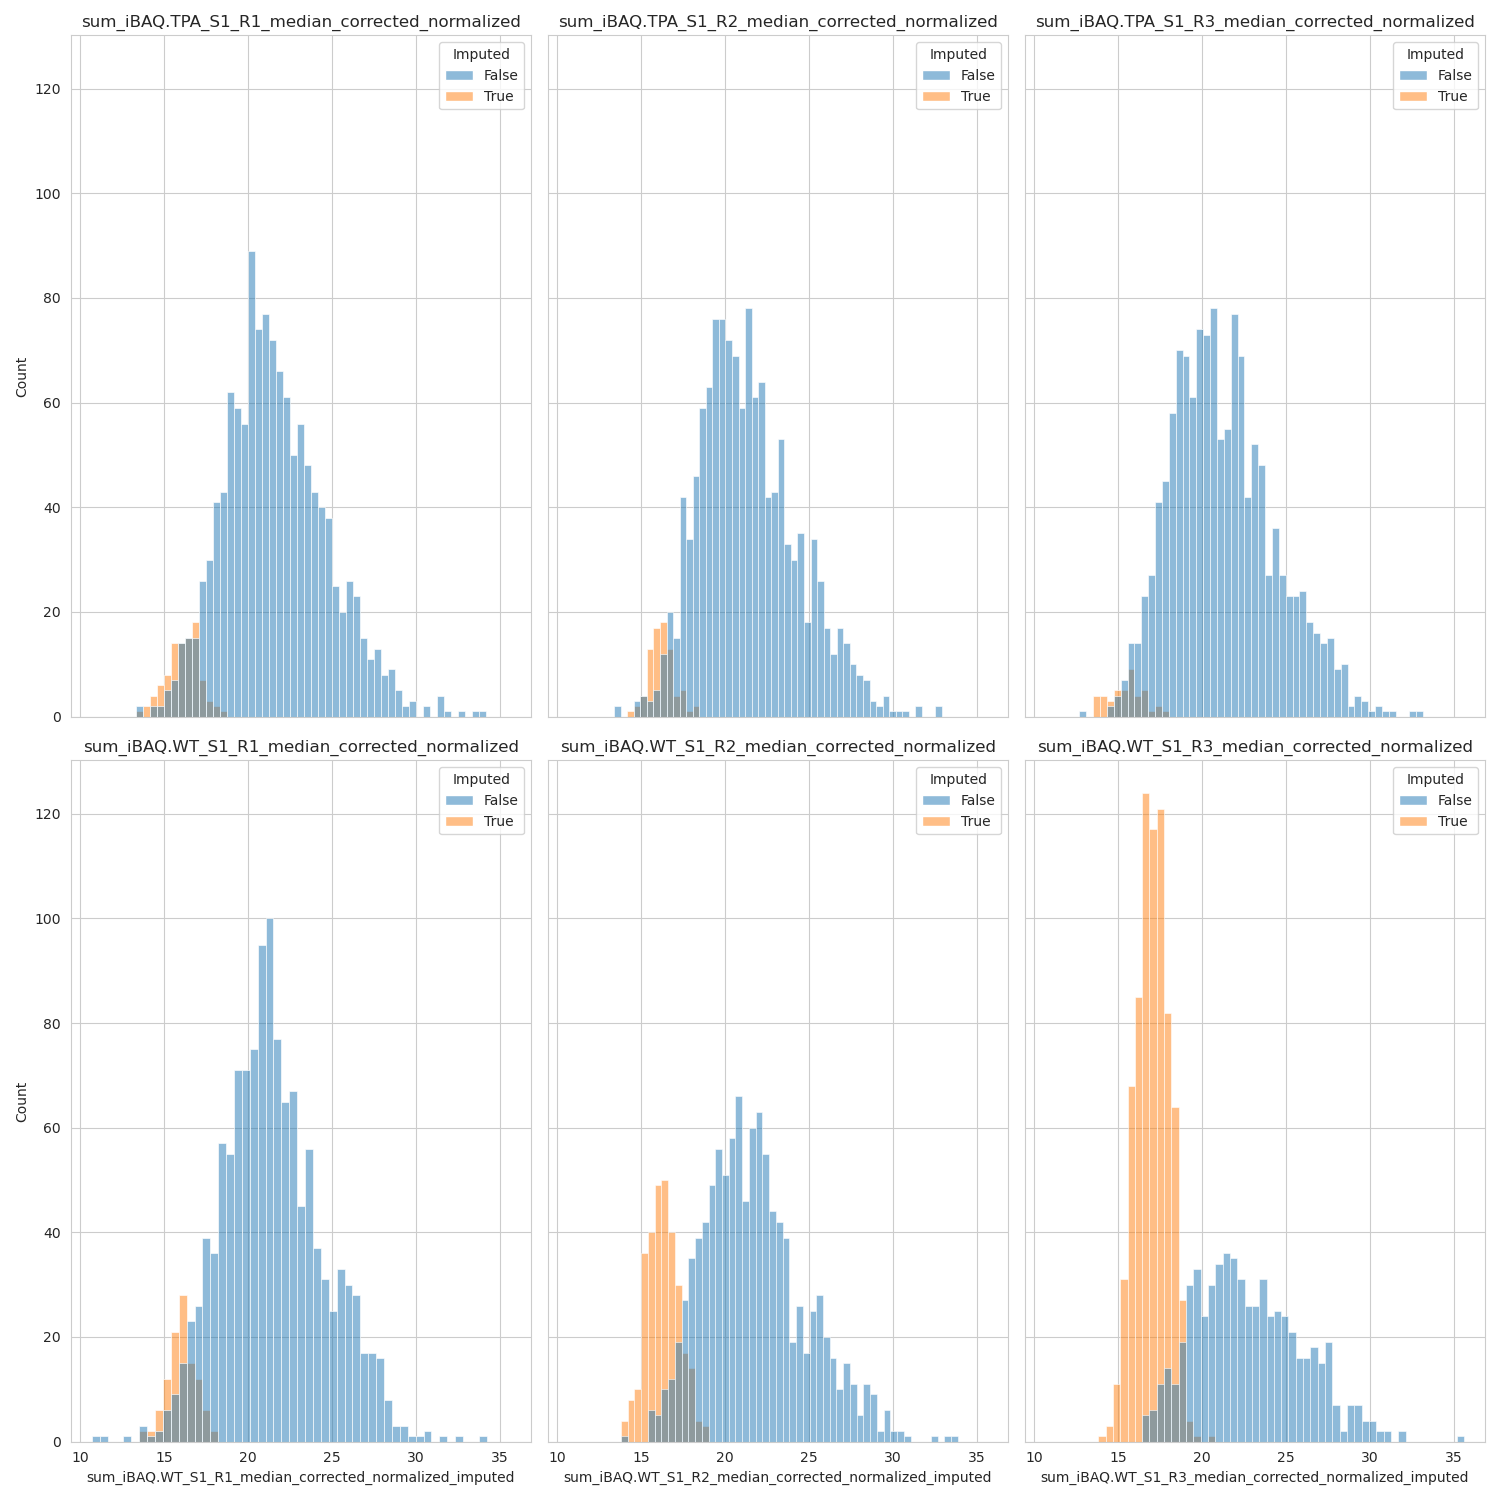 sum_iBAQ.TPA_S1_R1_median_corrected_normalized
sum_iBAQ.TPA_S1_R2_median_corrected_normalized
sum_iBAQ.TPA_S1_R3_median_corrected_normalized
Imputed
False
True
Imputed
False
True
Imputed
False
True
120
100
80
60
40
20
0
Count
sum_iBAQ.WT_S1_R1_median_corrected_normalized
sum_iBAQ.WT_S1_R2_median_corrected_normalized
sum_iBAQ.WT_S1_R3_median_corrected_normalized
Imputed
False
True
Imputed
False
True
Imputed
False
True
120
100
80
60
40
20
0
Count
10 15 20 25 30 35
10 15 20 25 30 35
10 15 20 25 30 35
sum_iBAQ.WT_S1_R1_median_corrected_normalized_imputed
sum_iBAQ.WT_S1_R2_median_corrected_normalized_imputed
sum_iBAQ.WT_S1_R3_median_corrected_normalized_imputed